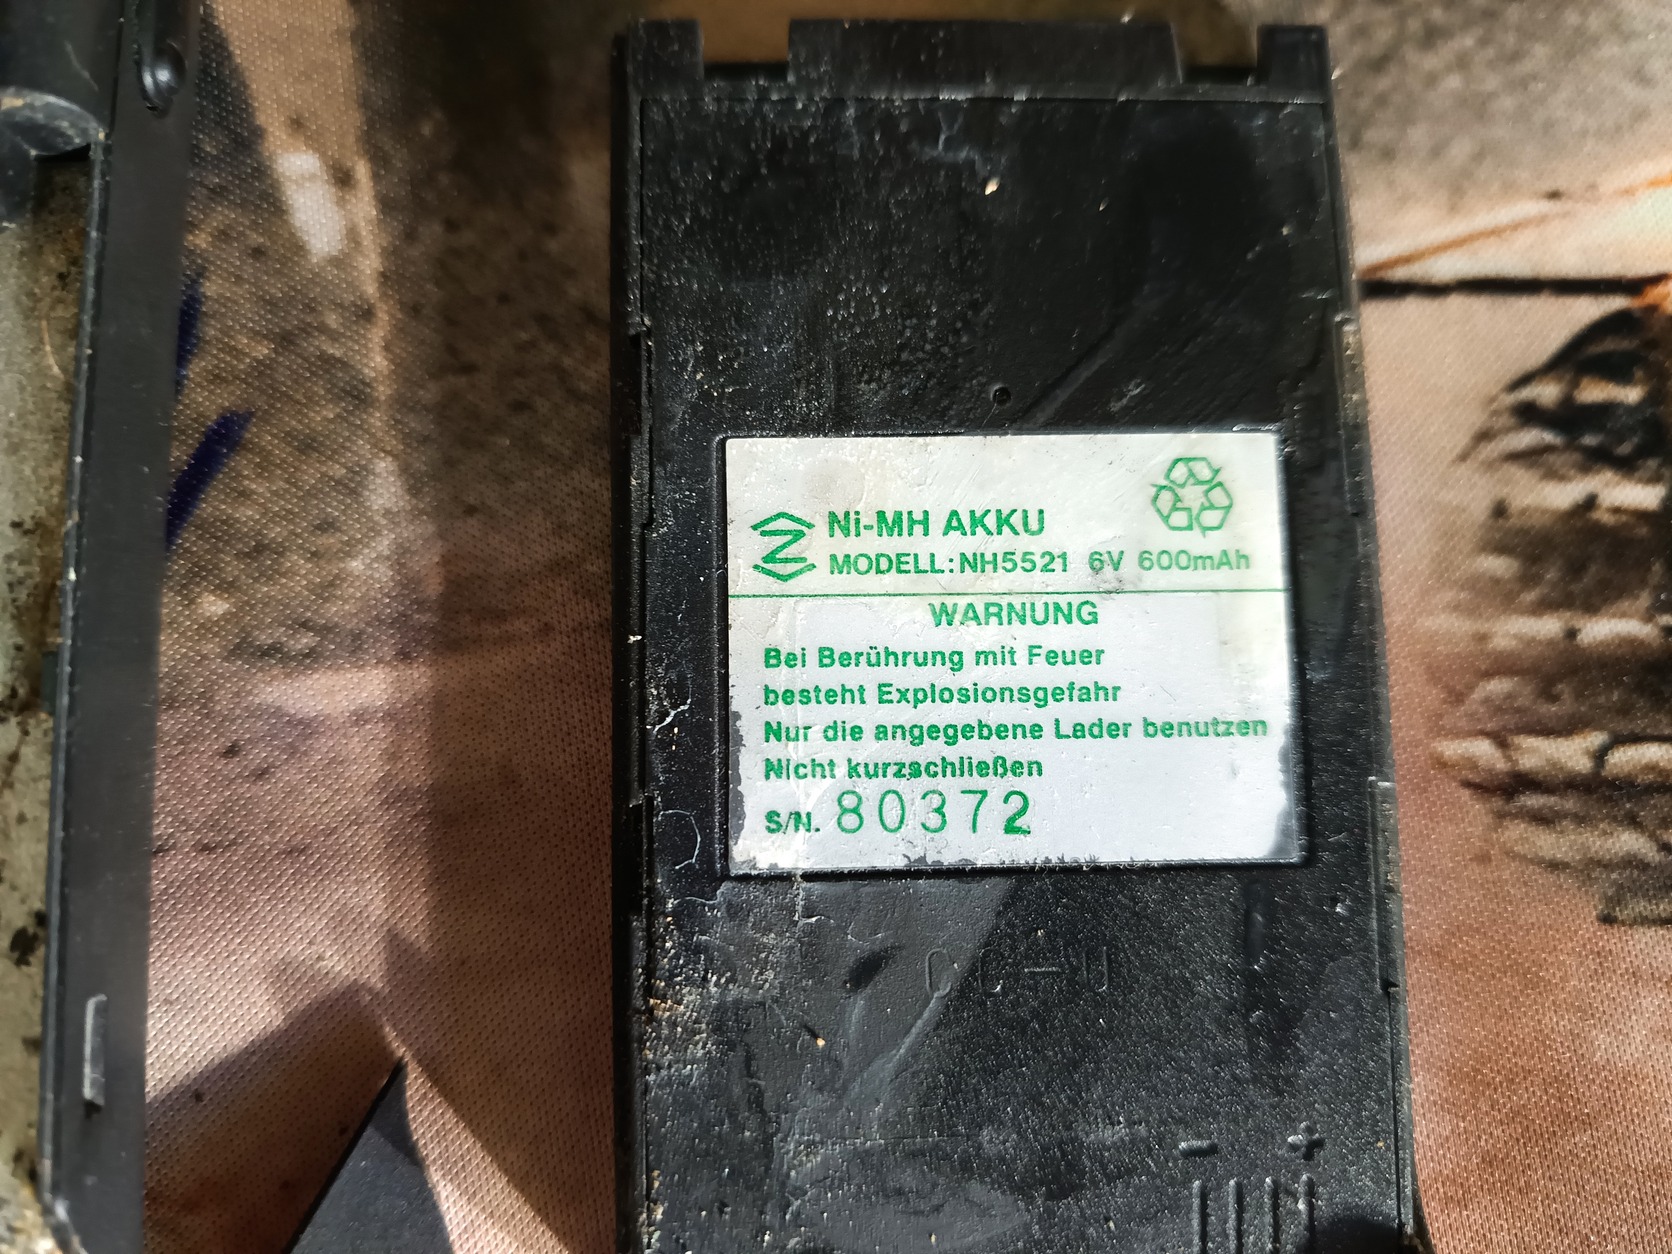 Ni-MH AKKU
MODELL:NH5521 6V 600mAh
WARNUNG
Bei Berührung mit Feuer
besteht Explosionsgefahr
Nur die angegebene Lader benutzen
Nicht kurzschließen
S/N. 80372
- +